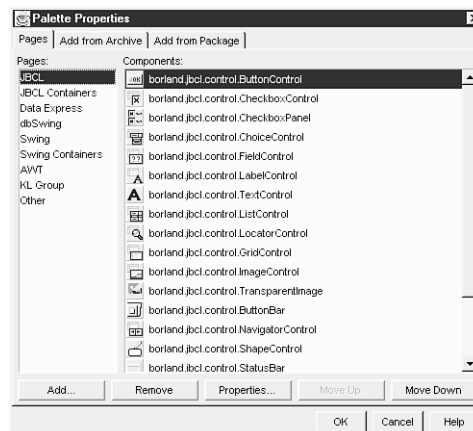 Palette Properties
Pages Add from Archive Add from Package
Pages: Components:
JBCL
JBCL Containers
Data Express
dbSwing
Swing
Swing Containers
AWT
KL Group
Other
borland.jbcl.control.ButtonControl
borland.jbcl.control.CheckboxControl
borland.jbcl.control.CheckboxPanel
borland.jbcl.control.ChoiceControl
borland.jbcl.control.FieldControl
borland.jbcl.control.LabelControl
borland.jbcl.control.TextControl
borland.jbcl.control.ListControl
borland.jbcl.control.LocatorControl
borland.jbcl.control.GridControl
borland.jbcl.control.ImageControl
borland.jbcl.control.TransparentImage
borland.jbcl.control.ButtonBar
borland.jbcl.control.NavigatorControl
borland.jbcl.control.ShapeControl
borland.jbcl.control.StatusBar
Add... Remove Properties... Move Up Move Down
OK Cancel Help